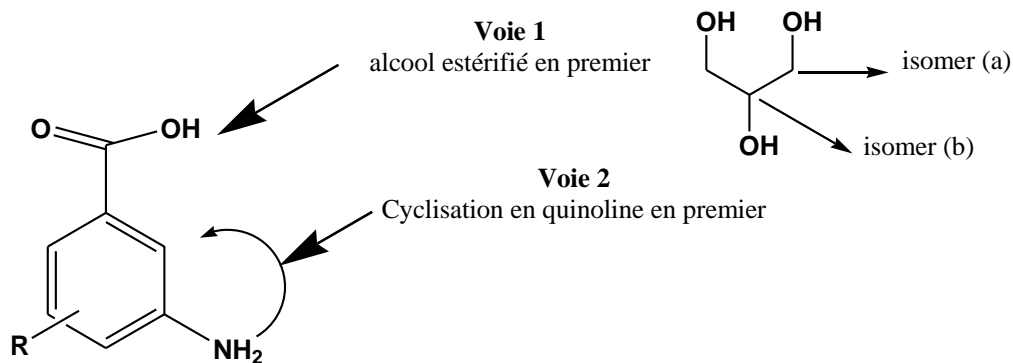 Voie 1
alcool estérifié en premier
OH
OH
isomer (a)
OH
isomer (b)
O
OH
Voie 2
Cyclisation en quinoline en premier
R
NH₂